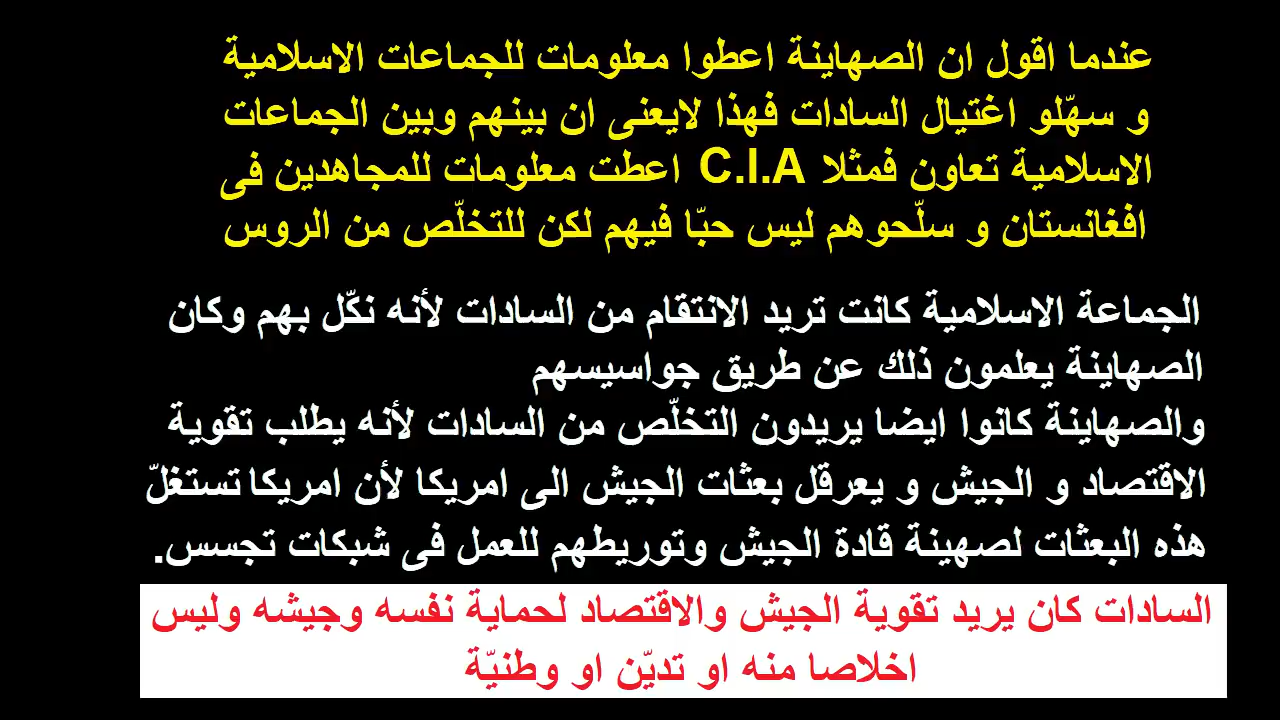 عندما اقول ان الصهاينة اعطوا معلومات للجماعات الاسلامية
و سهّلو اغتيال السادات فهذا لايعنى ان بينهم وبين الجماعات
الاسلامية تعاون فمثلا C.I.A اعطت معلومات للمجاهدين فى
افغانستان و سلّحوهم ليس حبّا فيهم لكن للتخلّص من الروس
الجماعة الاسلامية كانت تريد الانتقام من السادات لأنه نكّل بهم وكان
الصهاينة يعلمون ذلك عن طريق جواسيسهم
والصهاينة كانوا ايضا يريدون التخلّص من السادات لأنه يطلب تقوية
الاقتصاد و الجيش و يعرقل بعثات الجيش الى امريكا لأن امريكا تستغلّ
هذه البعثات لصهينة قادة الجيش وتوريطهم للعمل فى شبكات تجسس.
السادات كان يريد تقوية الجيش والاقتصاد لحماية نفسه وجيشه وليس
اخلاصا منه او تديّن او وطنيّة